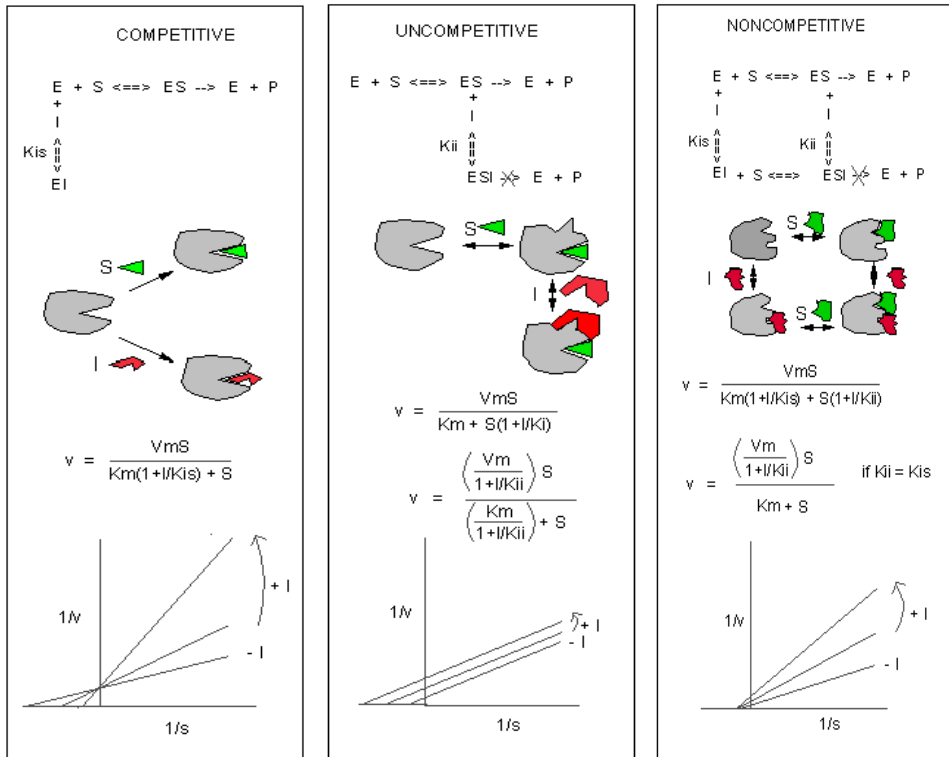 COMPETITIVE
E + S <==> ES --> E + P
+
I
Kis <==>
EI
S
I
v = VmS
Km(1+I/Kis) + S
1/v
+ I
- I
1/s
UNCOMPETITIVE
E + S <==> ES --> E + P
+
I
Kii <==>
ESI --> E + P
S
I
v = VmS
Km + S(1+I/Ki)
v = (Vm
1+I/Kii) S
(Km
1+I/Kii) + S
1/v
+ I
- I
1/s
NONCOMPETITIVE
E + S <==> ES --> E + P
+ +
I I
Kis <==> Kii <==>
EI + S <==> ESI --> E + P
S
I
S
v = VmS
Km(1+I/Kis) + S(1+I/Kii)
v = (Vm
1+I/Kii) S if Kii = Kis
Km + S
1/v
+ I
- I
1/s